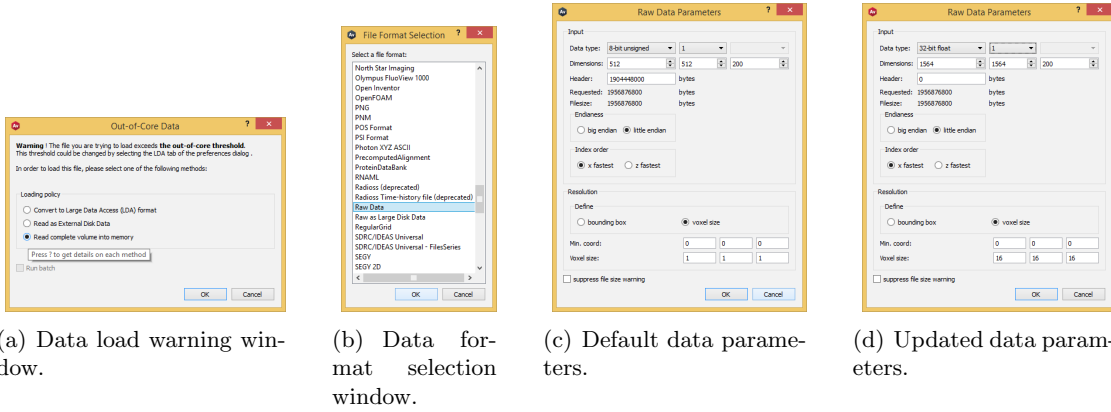 Out-of-Core Data
?
×
Warning ! The file you are trying to load exceeds the out-of-core threshold.
This threshold could be changed by selecting the LDA tab of the preferences dialog .
In order to load this file, please select one of the following methods:
Loading policy
Convert to Large Data Access (LDA) format
Read as External Disk Data
Read complete volume into memory
Press ? to get details on each method
Run batch
OK
Cancel
(a) Data load warning win-
dow.
File Format Selection
?
×
Select a file format:
North Star Imaging
Olympus FluoView 1000
Open Inventor
OpenFOAM
PNG
PNM
POS Format
PSI Format
Photon XYZ ASCII
PrecomputedAlignment
ProteinDataBank
RNAML
Radioss (deprecated)
Radioss Time-history file (deprecated)
Raw Data
Raw as Large Disk Data
RegularGrid
SDRC/IDEAS Universal
SDRC/IDEAS Universal - FilesSeries
SEGY
SEGY 2D
OK
Cancel
(b) Data for-
mat selection
window.
Raw Data Parameters
?
×
Input
Data type: 8-bit unsigned 1
Dimensions: 512 512 200
Header: 1904448000 bytes
Requested: 1956876800 bytes
Filesize: 1956876800 bytes
Endianess
big endian little endian
Index order
x fastest z fastest
Resolution
Define
bounding box voxel size
Min. coord: 0 0 0
Voxel size: 1 1 1
suppress file size warning
OK
Cancel
(c) Default data parame-
ters.
Raw Data Parameters
?
×
Input
Data type: 32-bit float 1
Dimensions: 1564 1564 200
Header: 0 bytes
Requested: 1956876800 bytes
Filesize: 1956876800 bytes
Endianess
big endian little endian
Index order
x fastest z fastest
Resolution
Define
bounding box voxel size
Min. coord: 0 0 0
Voxel size: 16 16 16
suppress file size warning
OK
Cancel
(d) Updated data param-
eters.